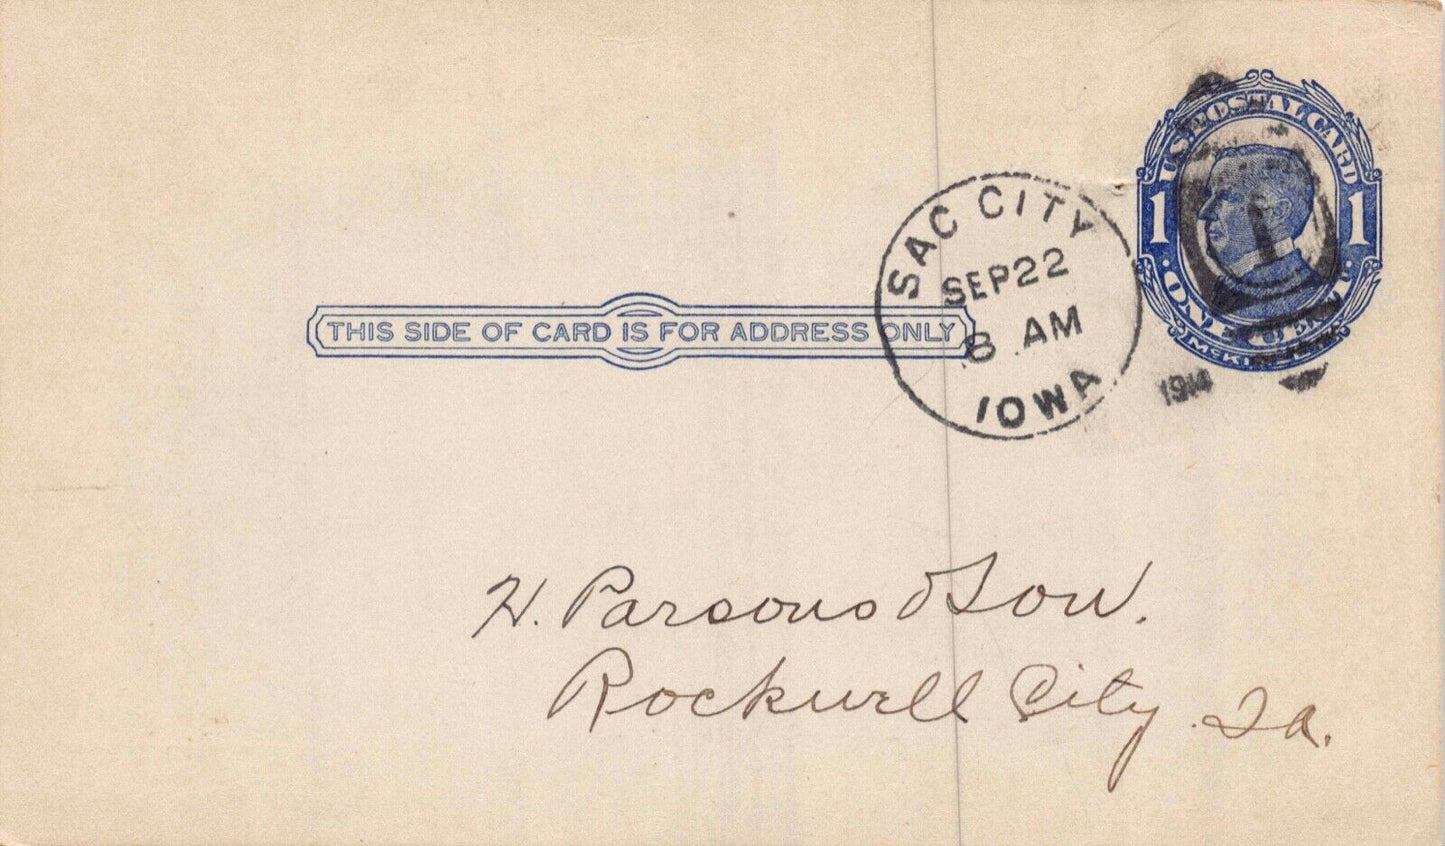 U.S. POSTAL CARD
1 1
· ONE CENT ·
McKI
SAC CITY
SEP 22
8 AM
IOWA
1914
THIS SIDE OF CARD IS FOR ADDRESS ONLY
H. Parsons & Son.
Rockwell City Ia.